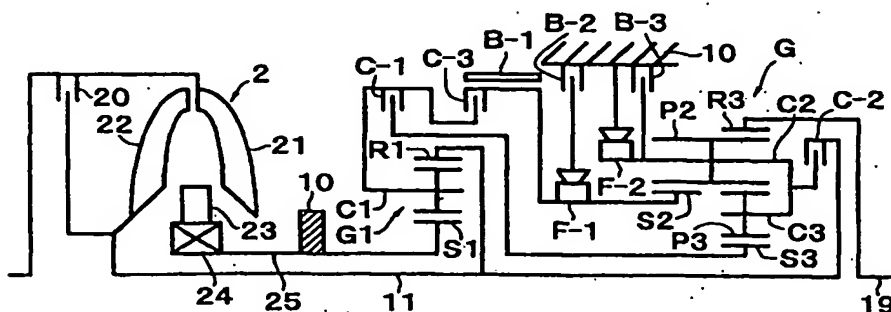 B-2 B-3
B-1 10 G
C-3
C-1
20 2 R3 C-2
P2 C2
22 21 R1
10 F-2
C1 S2
23 G1 S1 F-1 P3 C3
S3
24 25 11 19